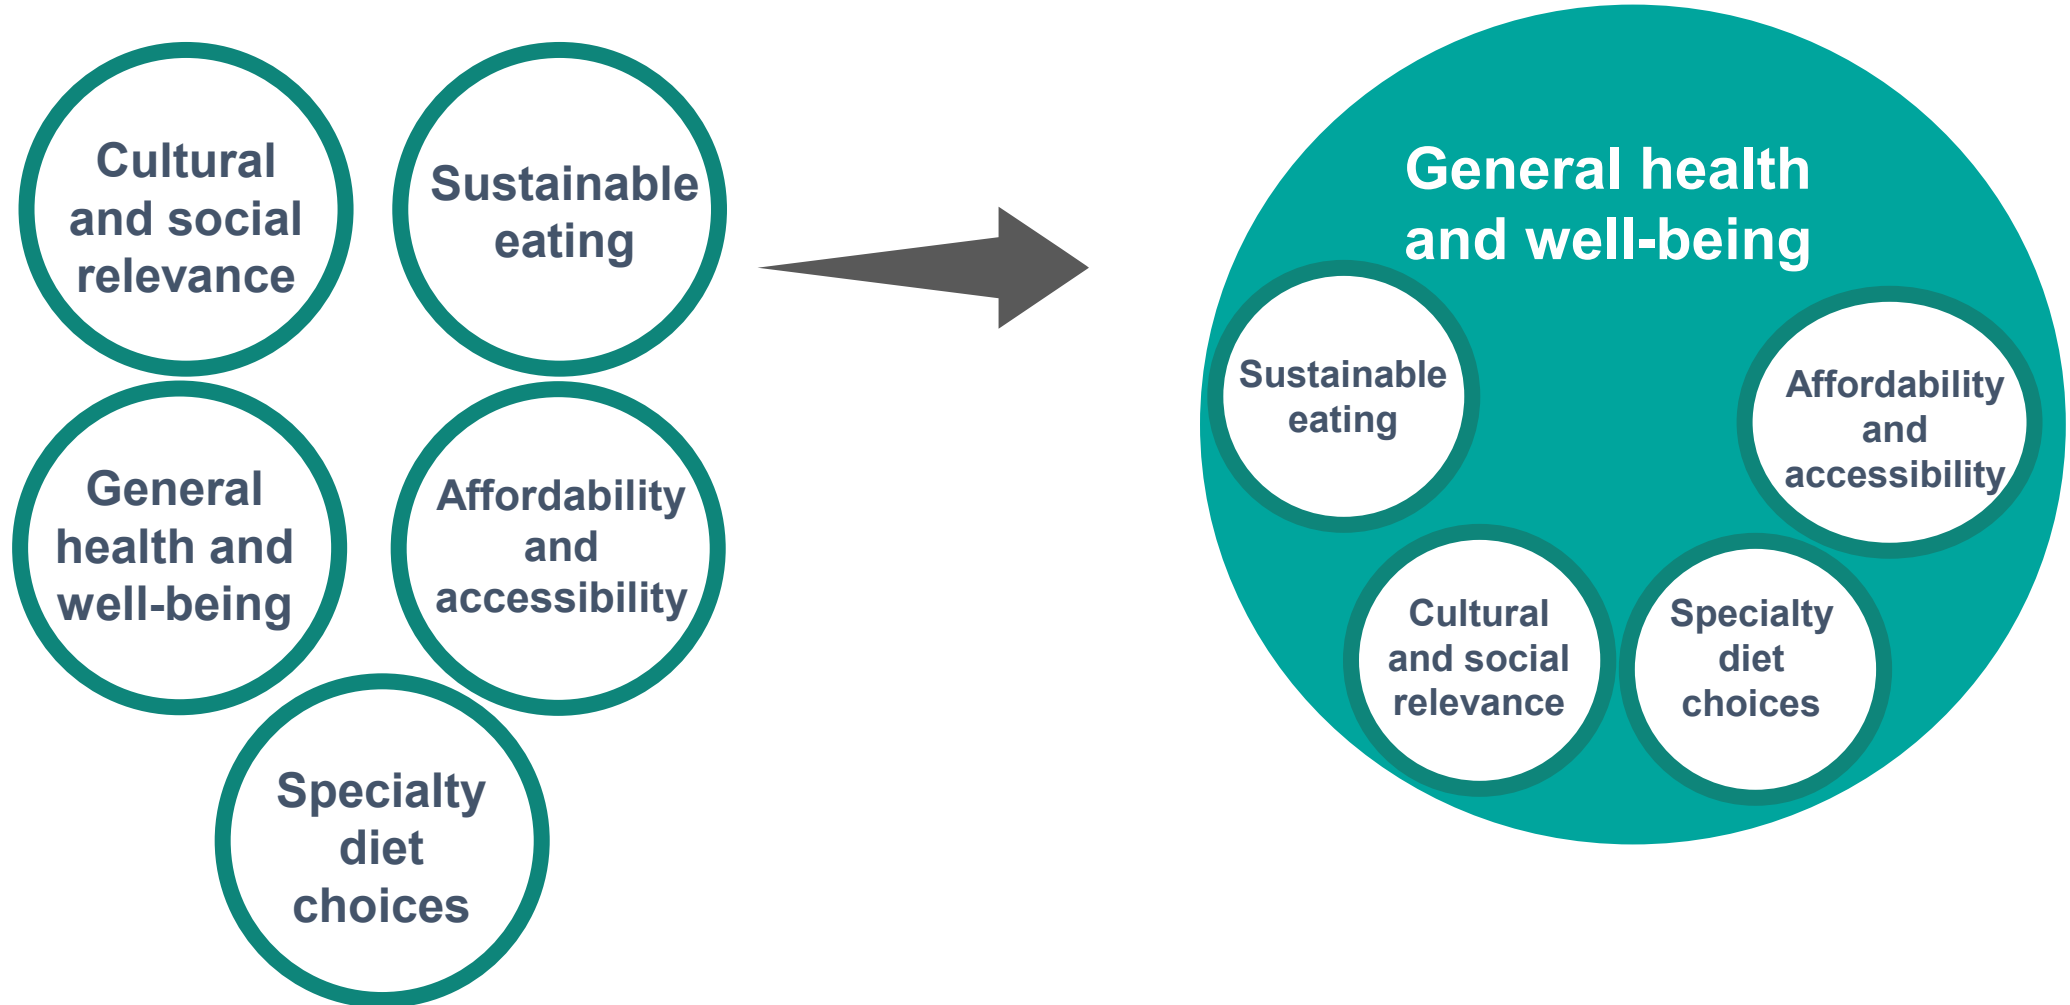 Cultural
and social
relevance
Sustainable
eating
General
health and
well-being
Affordability
and
accessibility
Specialty
diet
choices
General health
and well-being
Sustainable
eating
Affordability
and
accessibility
Cultural
and social
relevance
Specialty
diet
choices